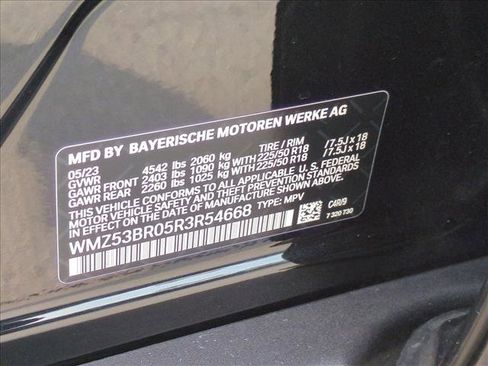 MFD BY BAYERISCHE MOTOREN WERKE AG
05/23 4542 lbs 2060 kg TIRE / RIM
GVWR
GAWR FRONT 2403 lbs 1090 kg WITH 225/50 R18 /7.5J x 18
GAWR REAR 2260 lbs 1025 kg WITH 225/50 R18 /7.5J x 18
THIS VEHICLE CONFORMS TO ALL APPLICABLE U.S. FEDERAL
MOTOR VEHICLE SAFETY AND THEFT PREVENTION STANDARDS
IN EFFECT ON THE DATE OF MANUFACTURE SHOWN ABOVE.
WMZ53BR05R3R54668 TYPE: MPV
C4R/9
7 320 730